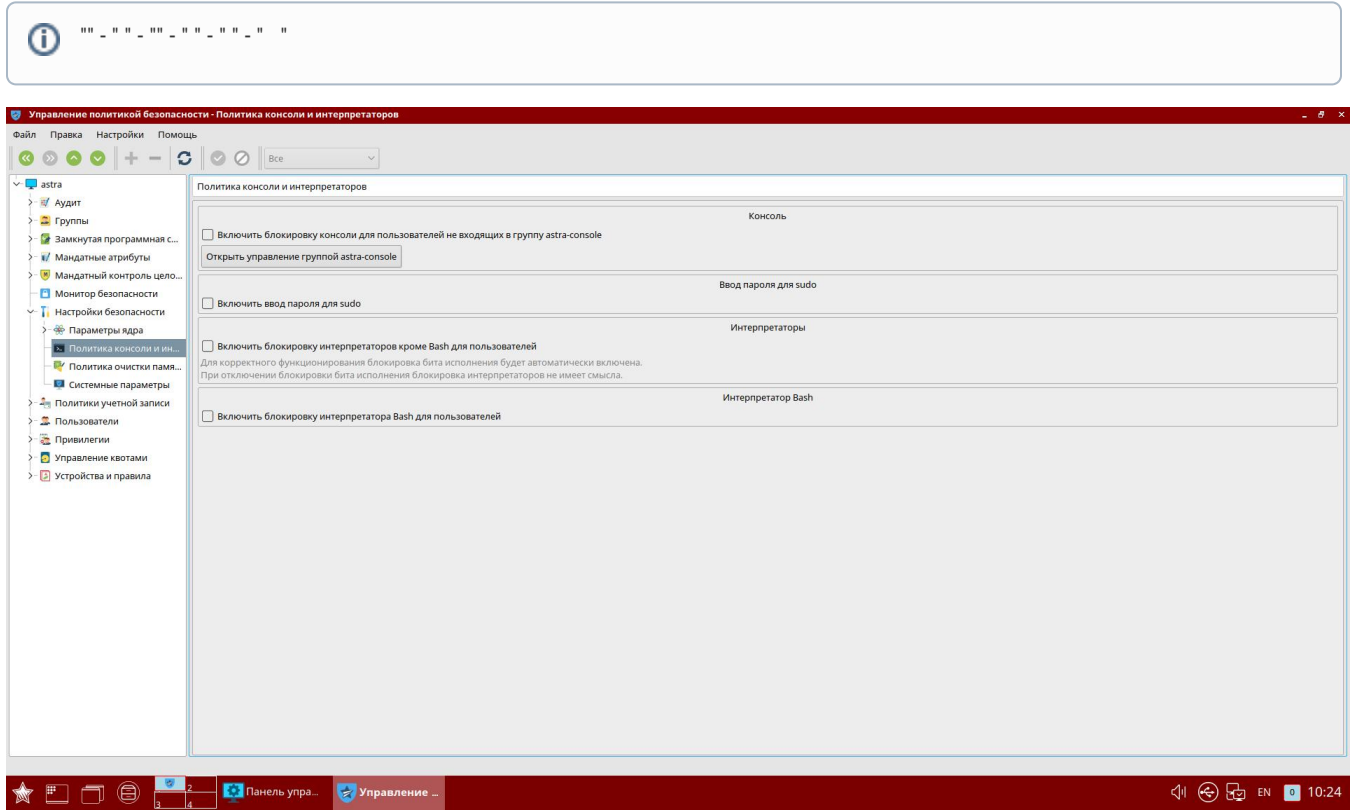 "" - " " - "" - " " - " " - "   "
Управление политикой безопасности - Политика консоли и интерпретаторов
Файл Правка Настройки Помощь
Все
astra
Аудит
Группы
Замкнутая программная с...
Мандатные атрибуты
Мандатный контроль цело...
Монитор безопасности
Настройки безопасности
Параметры ядра
Политика консоли и ин...
Политика очистки памя...
Системные параметры
Политики учетной записи
Пользователи
Привилегии
Управление квотами
Устройства и правила
Политика консоли и интерпретаторов
Консоль
Включить блокировку консоли для пользователей не входящих в группу astra-console
Открыть управление группой astra-console
Ввод пароля для sudo
Включить ввод пароля для sudo
Интерпретаторы
Включить блокировку интерпретаторов кроме Bash для пользователей
Для корректного функционирования блокировка бита исполнения будет автоматически включена.
При отключении блокировки бита исполнения блокировка интерпретаторов не имеет смысла.
Интерпретатор Bash
Включить блокировку интерпретатора Bash для пользователей
2
3 4
Панель упра...
Управление ...
EN 0 10:24